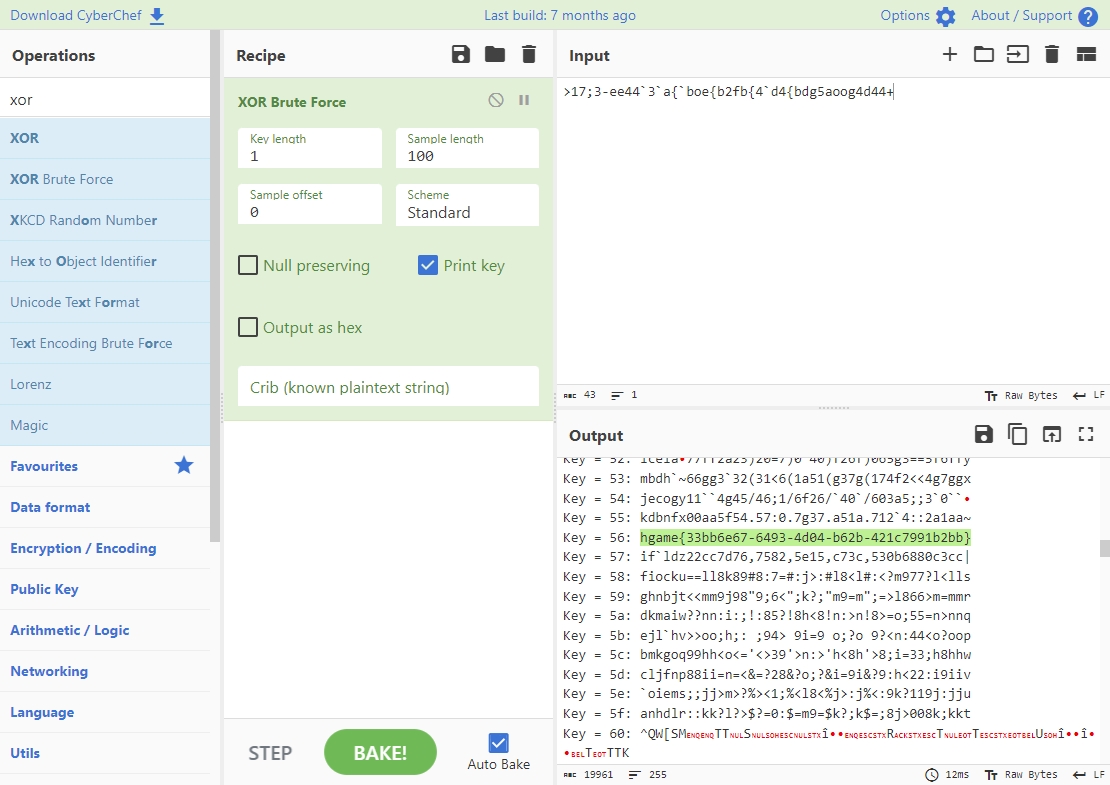 Download CyberChef
Last build: 7 months ago
Options
About / Support
Operations
xor
XOR
XOR Brute Force
XKCD Random Number
Hex to Object Identifier
Unicode Text Format
Text Encoding Brute Force
Lorenz
Magic
Favourites
Data format
Encryption / Encoding
Public Key
Arithmetic / Logic
Networking
Language
Utils
Recipe
XOR Brute Force
Key length
1
Sample length
100
Sample offset
0
Scheme
Standard
Null preserving
Print key
Output as hex
Crib (known plaintext string)
STEP
BAKE!
Auto Bake
Input
>17;3-ee44`3`a{`boe{b2fb{4`d4{bdg5aoog4d44+
ABC 43
1
Raw Bytes
LF
Output
Key = 53: mbdh`~66gg3`32(31<6(1a51(g37g(174f2<<4g7ggx
Key = 54: jecogy11``4g45/46;1/6f26/`40`/603a5;;3`0``
Key = 55: kdbnfx00aa5f54.57:0.7g37.a51a.712`4::2a1aa~
Key = 56: hgame{33bb6e67-6493-4d04-b62b-421c7991b2bb}
Key = 57: if`ldz22cc7d76,7582,5e15,c73c,530b6880c3cc|
Key = 58: fiocku==ll8k89#8:7=#:j>:#l8<l#:<?m977?l<lls
Key = 59: ghnbjt<<mm9j98"9;6<";k?;"m9=m";=>l866>m=mmr
Key = 5a: dkmaiw??nn:i:;!:85?!8h<8!n:>n!8>=o;55=n>nnq
Key = 5b: ejl`hv>>oo;h;: ;94> 9i=9 o;?o 9?<n:44<o?oop
Key = 5c: bmkgoq99hh<o<='<>39'>n:>'h<8h'>8;i=33;h8hhw
Key = 5d: cljfnp88ii=n=<&=?28&?o;?&i=9i&?9:h<22:i9iiv
Key = 5e: `oiems;;jj>m>?%><1;%<l8<%j>:j%<:9k?119j:jju
Key = 5f: anhdlr::kk?l?>$?=0:$=m9=$k?;k$=;8j>008k;kkt
Key = 60: ^QW[SM
ABC 19961
255
12ms
Raw Bytes
LF